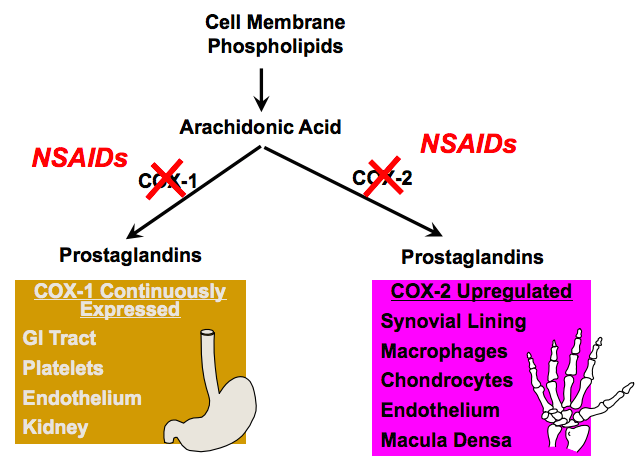 Cell Membrane
Phospholipids
Arachidonic Acid
NSAIDs
NSAIDs
COX-1
COX-2
Prostaglandins
Prostaglandins
COX-1 Continuously
Expressed
GI Tract
Platelets
Endothelium
Kidney
COX-2 Upregulated
Synovial Lining
Macrophages
Chondrocytes
Endothelium
Macula Densa